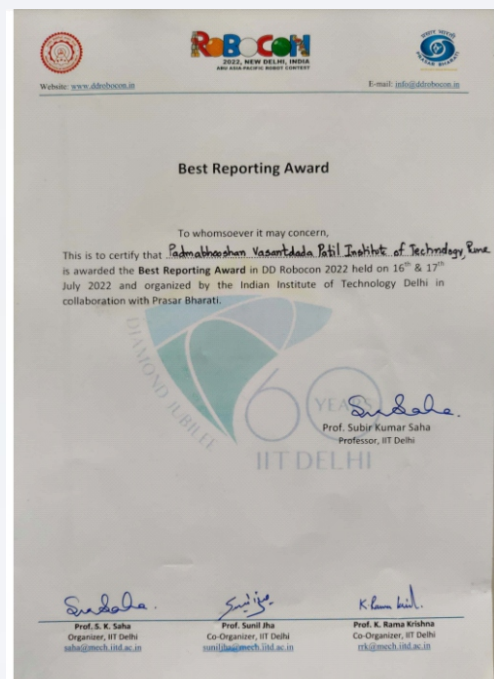 ROBOCON
2022, NEW DELHI, INDIA
ABU ASIA-PACIFIC ROBOT CONTEST
PRASAR BHARATI
Website: www.ddrobocon.in
E-mail: info@ddrobocon.in
Best Reporting Award
To whomsoever it may concern,
This is to certify that Padmabhooshan Vasantdada Patil Institute of Technology, Pune
is awarded the Best Reporting Award in DD Robocon 2022 held on 16th & 17th
July 2022 and organized by the Indian Institute of Technology Delhi in
collaboration with Prasar Bharati.
DIAMOND JUBILEE
60
YEARS
IIT DELHI
Prof. Subir Kumar Saha
Professor, IIT Delhi
Prof. S. K. Saha
Organizer, IIT Delhi
saha@mech.iitd.ac.in
Prof. Sunil Jha
Co-Organizer, IIT Delhi
suniljha@mech.iitd.ac.in
Prof. K. Rama Krishna
Co-Organizer, IIT Delhi
rrk@mech.iitd.ac.in